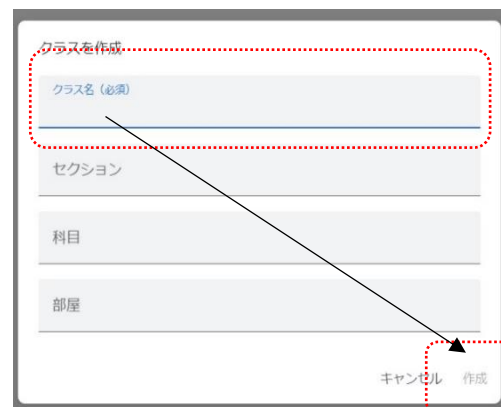 クラスを作成
クラス名（必須）
セクション
科目
部屋
キャンセル 作成